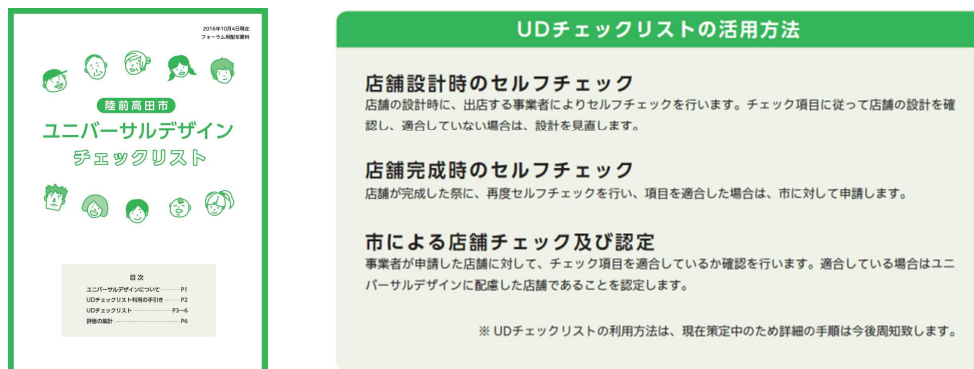 2016年10月4日現在
フォーラム用配布資料
陸前高田市
ユニバーサルデザイン
チェックリスト
目次
ユニバーサルデザインについて P1
UDチェックリスト利用の手引き P2
UDチェックリスト P3~6
評価の集計 P6
UDチェックリストの活用方法
店舗設計時のセルフチェック
店舗の設計時に、出店する事業者によりセルフチェックを行います。チェック項目に従って店舗の設計を確
認し、適合していない場合は、設計を見直します。
店舗完成時のセルフチェック
店舗が完成した祭に、再度セルフチェックを行い、項目を適合した場合は、市に対して申請します。
市による店舗チェック及び認定
事業者が申請した店舗に対して、チェック項目を適合しているか確認を行います。適合している場合はユニ
バーサルデザインに配慮した店舗であることを認定します。
※ UDチェックリストの利用方法は、現在策定中のため詳細の手順は今後周知致します。